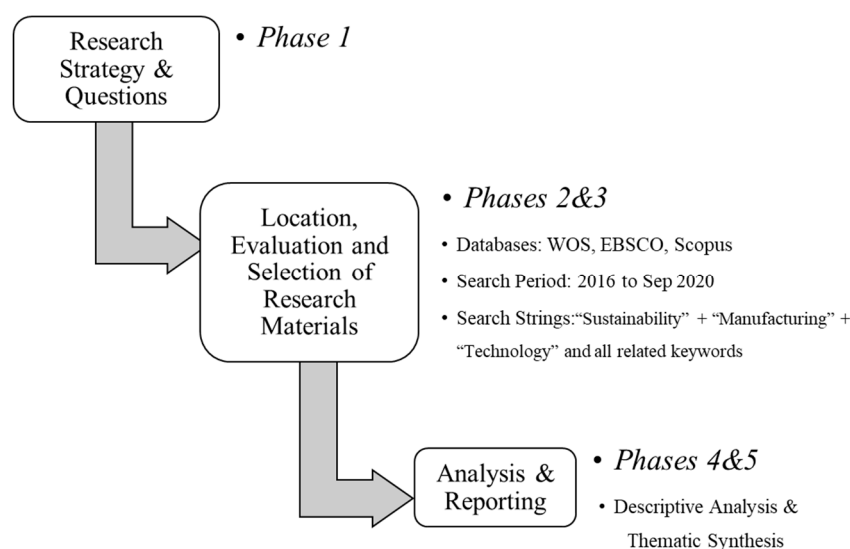 Research
Strategy &
Questions
• Phase 1
Location,
Evaluation and
Selection of
Research
Materials
• Phases 2&3
• Databases: WOS, EBSCO, Scopus
• Search Period: 2016 to Sep 2020
• Search Strings:“Sustainability” + “Manufacturing” +
“Technology” and all related keywords
Analysis &
Reporting
• Phases 4&5
• Descriptive Analysis &
Thematic Synthesis